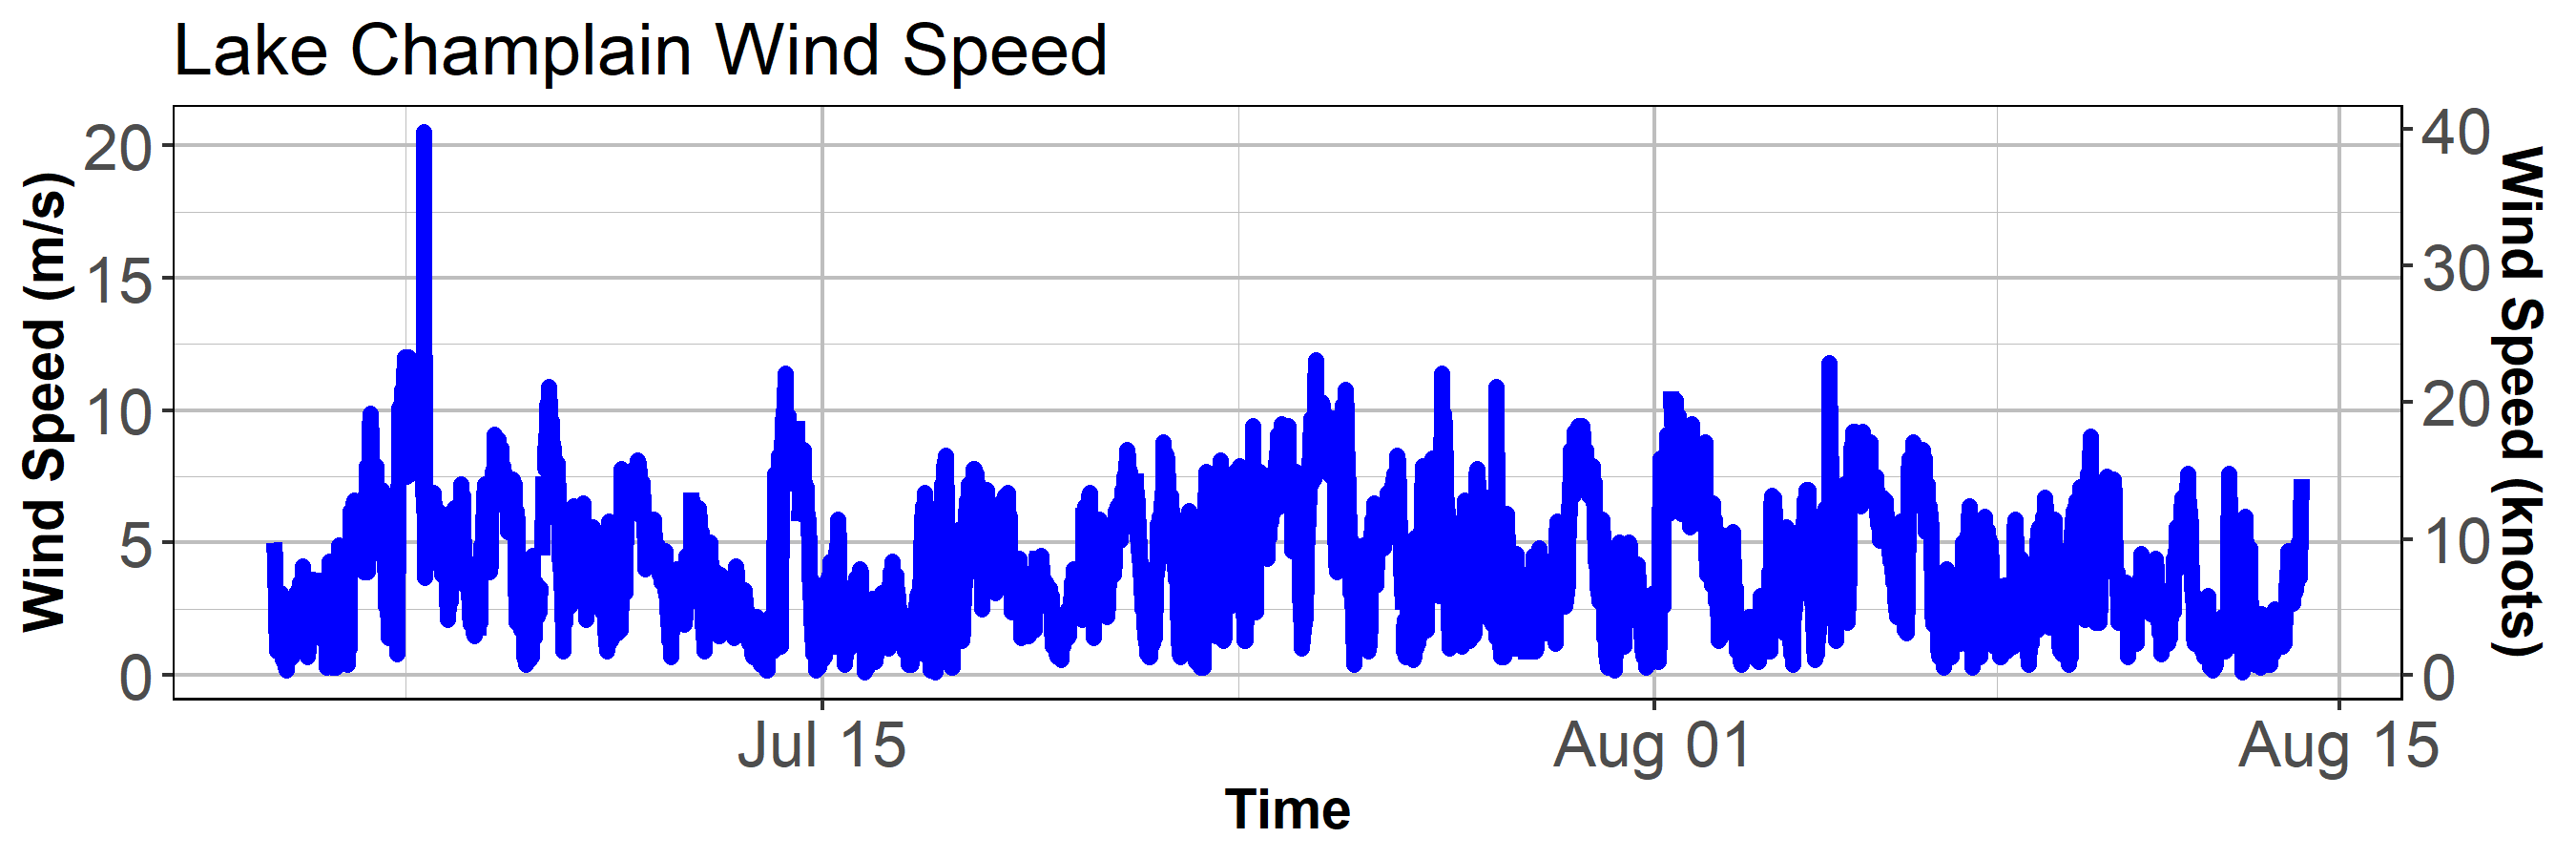 Lake Champlain Wind Speed
Wind Speed (m/s)
20
15
10
5
0
40
30
20
10
0
Wind Speed (knots)
Jul 15
Aug 01
Aug 15
Time